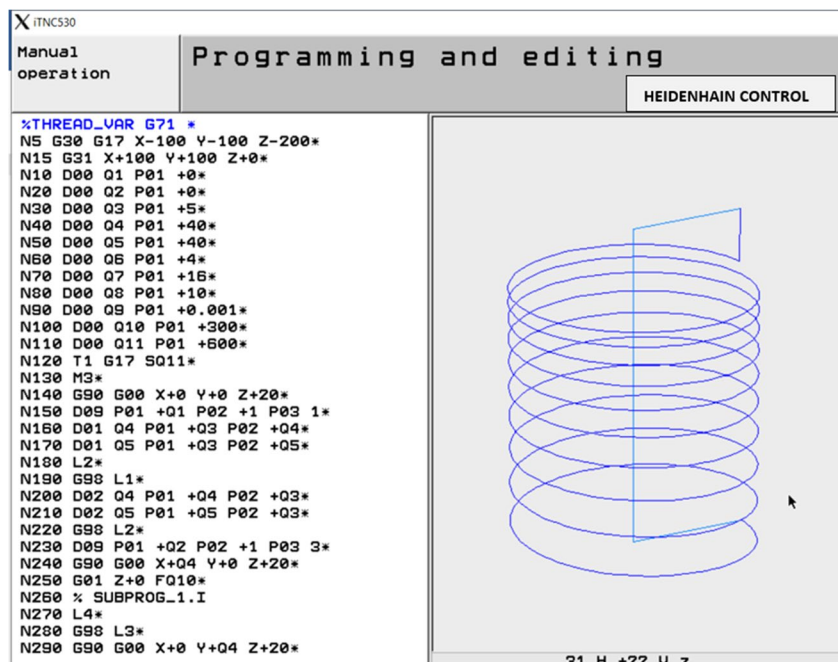 iTNC530
Manual
operation
Programming and editing
HEIDENHAIN CONTROL
%THREAD_VAR G71 *
N5 G30 G17 X-100 Y-100 Z-200*
N15 G31 X+100 Y+100 Z+0*
N10 D00 Q1 P01 +0*
N20 D00 Q2 P01 +0*
N30 D00 Q3 P01 +5*
N40 D00 Q4 P01 +40*
N50 D00 Q5 P01 +40*
N60 D00 Q6 P01 +4*
N70 D00 Q7 P01 +16*
N80 D00 Q8 P01 +10*
N90 D00 Q9 P01 +0.001*
N100 D00 Q10 P01 +300*
N110 D00 Q11 P01 +600*
N120 T1 G17 SQ11*
N130 M3*
N140 G90 G00 X+0 Y+0 Z+20*
N150 D09 P01 +Q1 P02 +1 P03 1*
N160 D01 Q4 P01 +Q3 P02 +Q4*
N170 D01 Q5 P01 +Q3 P02 +Q5*
N180 L2*
N190 G98 L1*
N200 D02 Q4 P01 +Q4 P02 +Q3*
N210 D02 Q5 P01 +Q5 P02 +Q3*
N220 G98 L2*
N230 D09 P01 +Q2 P02 +1 P03 3*
N240 G90 G00 X+Q4 Y+0 Z+20*
N250 G01 Z+0 FQ10*
N260 % SUBPROG_1.I
N270 L4*
N280 G98 L3*
N290 G90 G00 X+0 Y+Q4 Z+20*